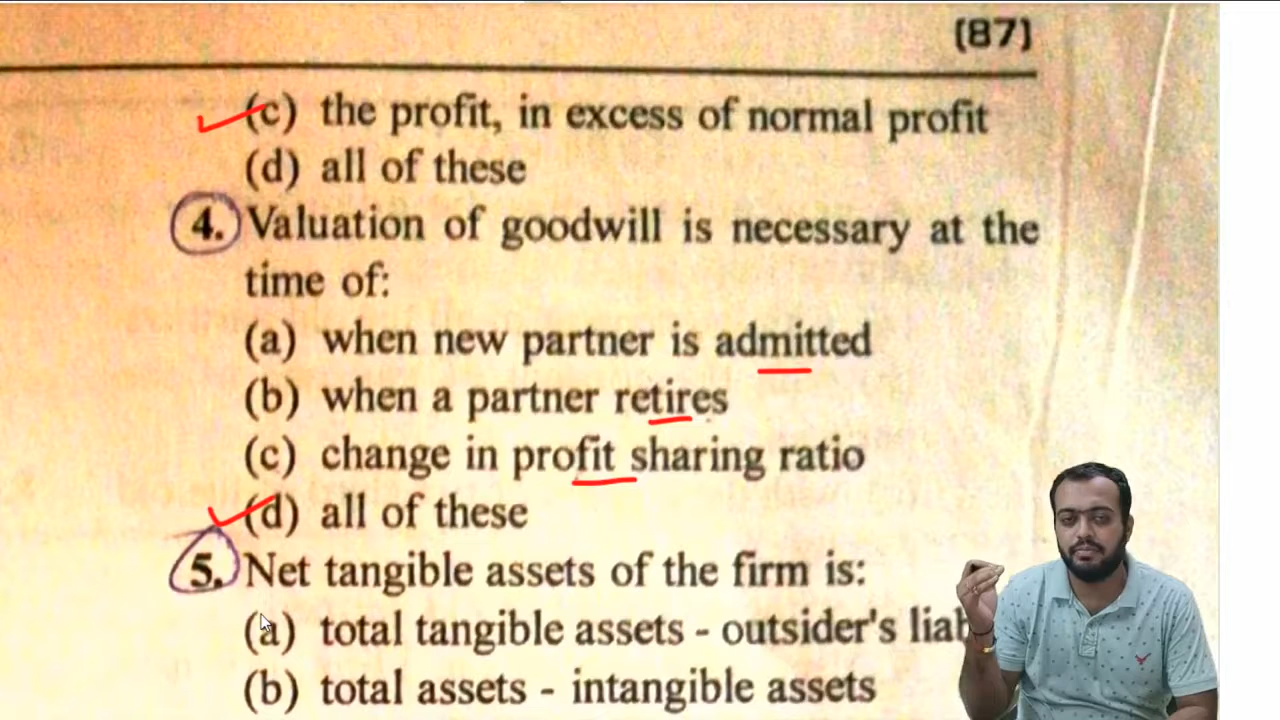 (87)
(c) the profit, in excess of normal profit
(d) all of these
4. Valuation of goodwill is necessary at the
time of:
(a) when new partner is admitted
(b) when a partner retires
(c) change in profit sharing ratio
(d) all of these
5. Net tangible assets of the firm is:
(a) total tangible assets - outsider's
(b) total assets - intangible assets